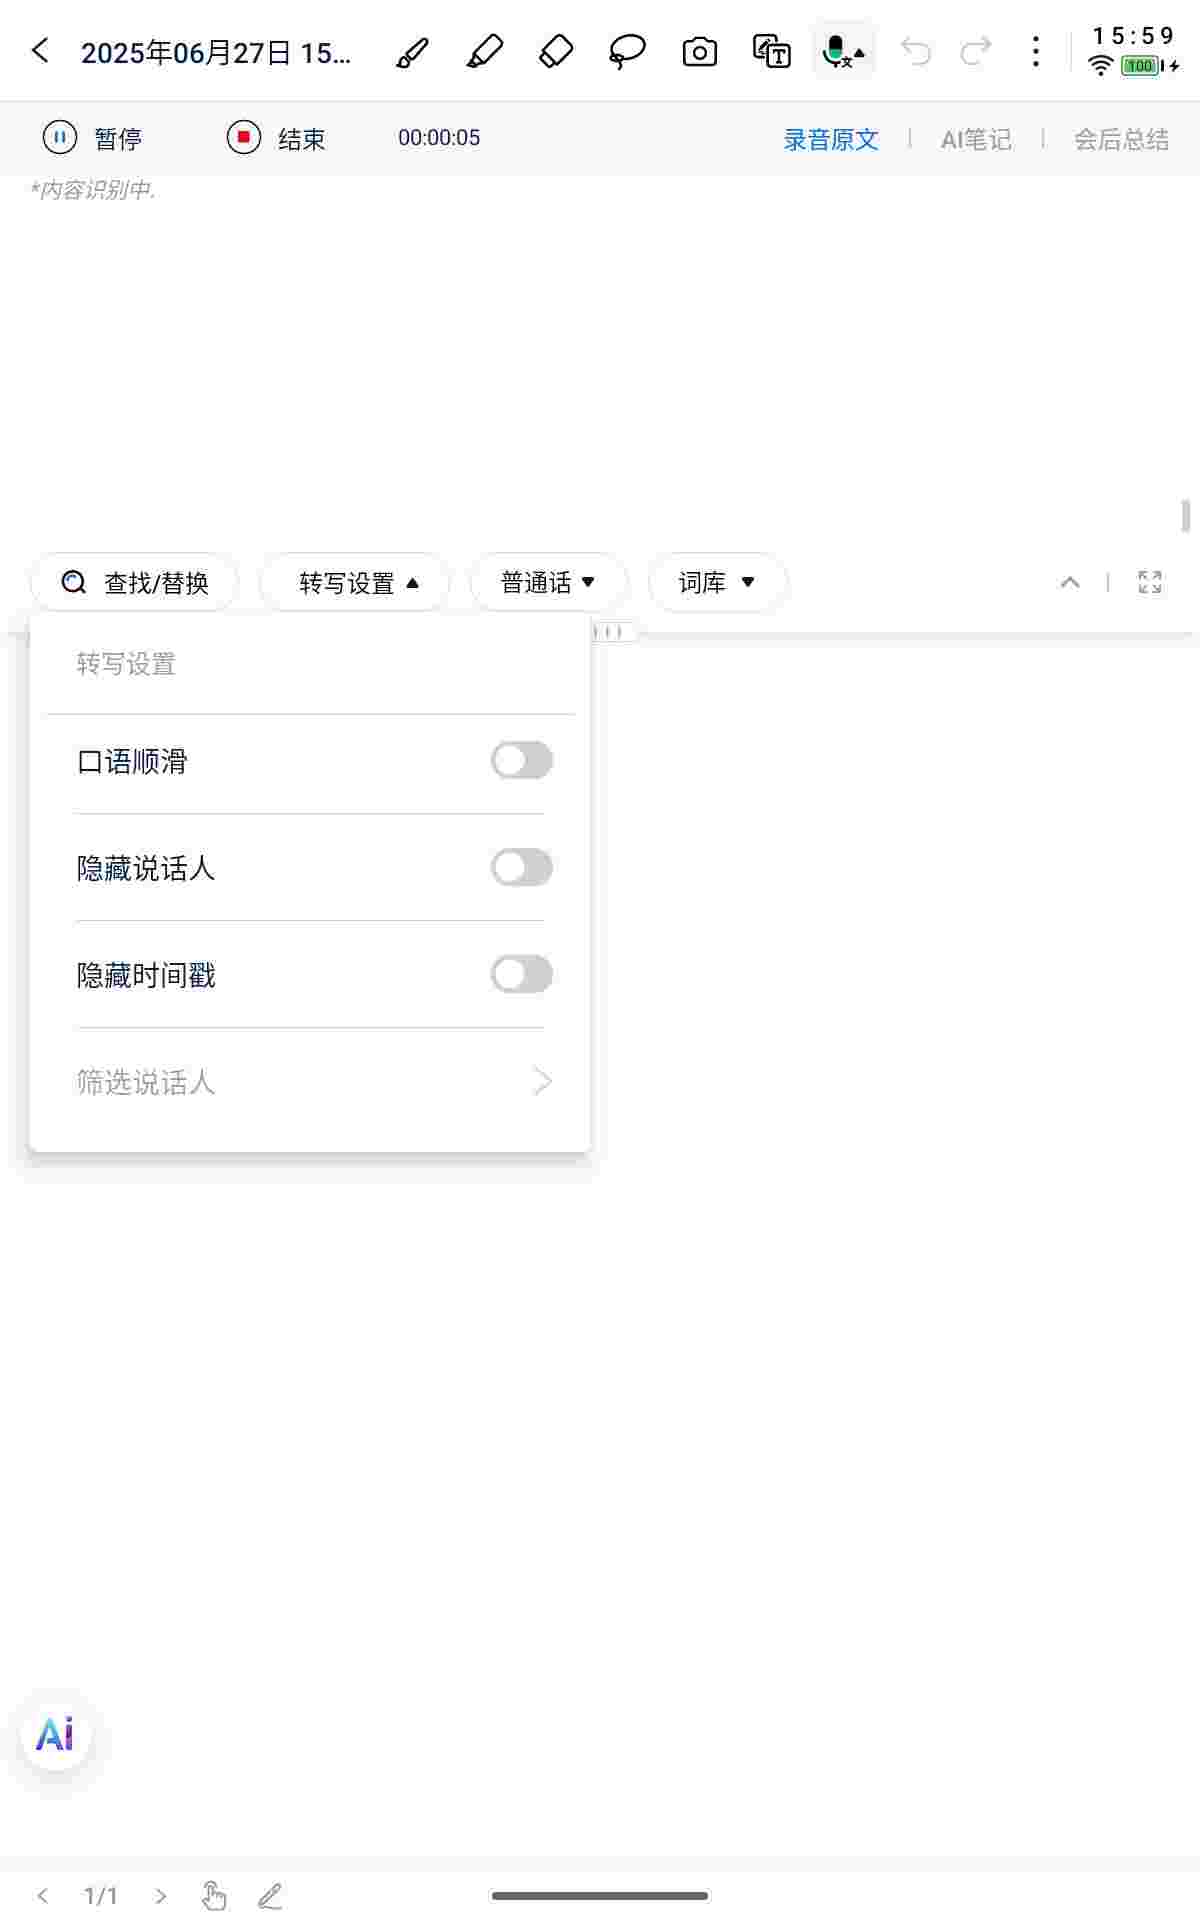 2025年06月27日 15...
15:59
100
暂停 结束 00:00:05 录音原文 AI笔记 会后总结
*内容识别中.
查找/替换 转写设置 普通话 词库
转写设置
口语顺滑
隐藏说话人
隐藏时间戳
筛选说话人
Ai
1/1